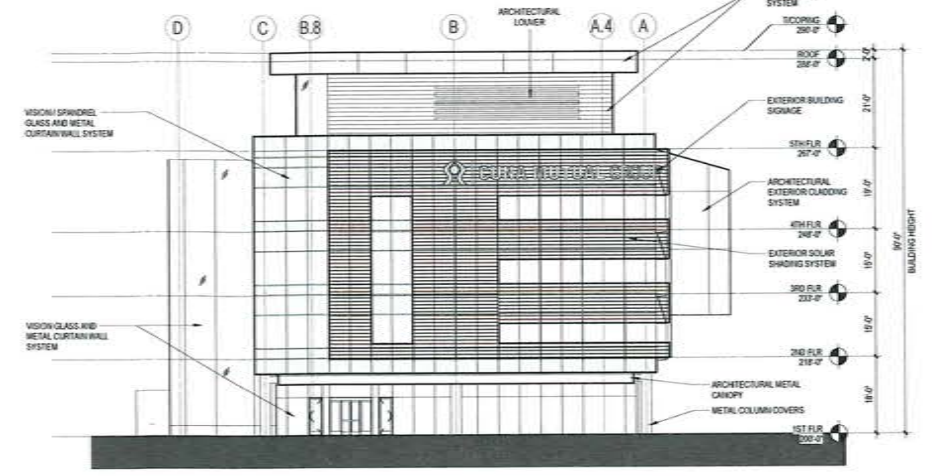 SYSTEM
ARCHITECTURAL
LOUVER
D
C
B.8
B
A.4
A
T/COPING
290'-0"
ROOF
288'-0"
2'-0"
VISION / SPANDREL
GLASS AND METAL
CURTAIN WALL SYSTEM
EXTERIOR BUILDING
SIGNAGE
21'-0"
5TH FLR
267'-0"
CUNA MUTUAL GROUP
ARCHITECTURAL
EXTERIOR CLADDING
SYSTEM
19'-0"
4TH FLR
248'-0"
EXTERIOR SOLAR
SHADING SYSTEM
15'-0"
90'-0"
BUILDING HEIGHT
3RD FLR
233'-0"
VISION GLASS AND
METAL CURTAIN WALL
SYSTEM
15'-0"
2ND FLR
218'-0"
ARCHITECTURAL METAL
CANOPY
METAL COLUMN COVERS
18'-0"
1ST FLR
200'-0"